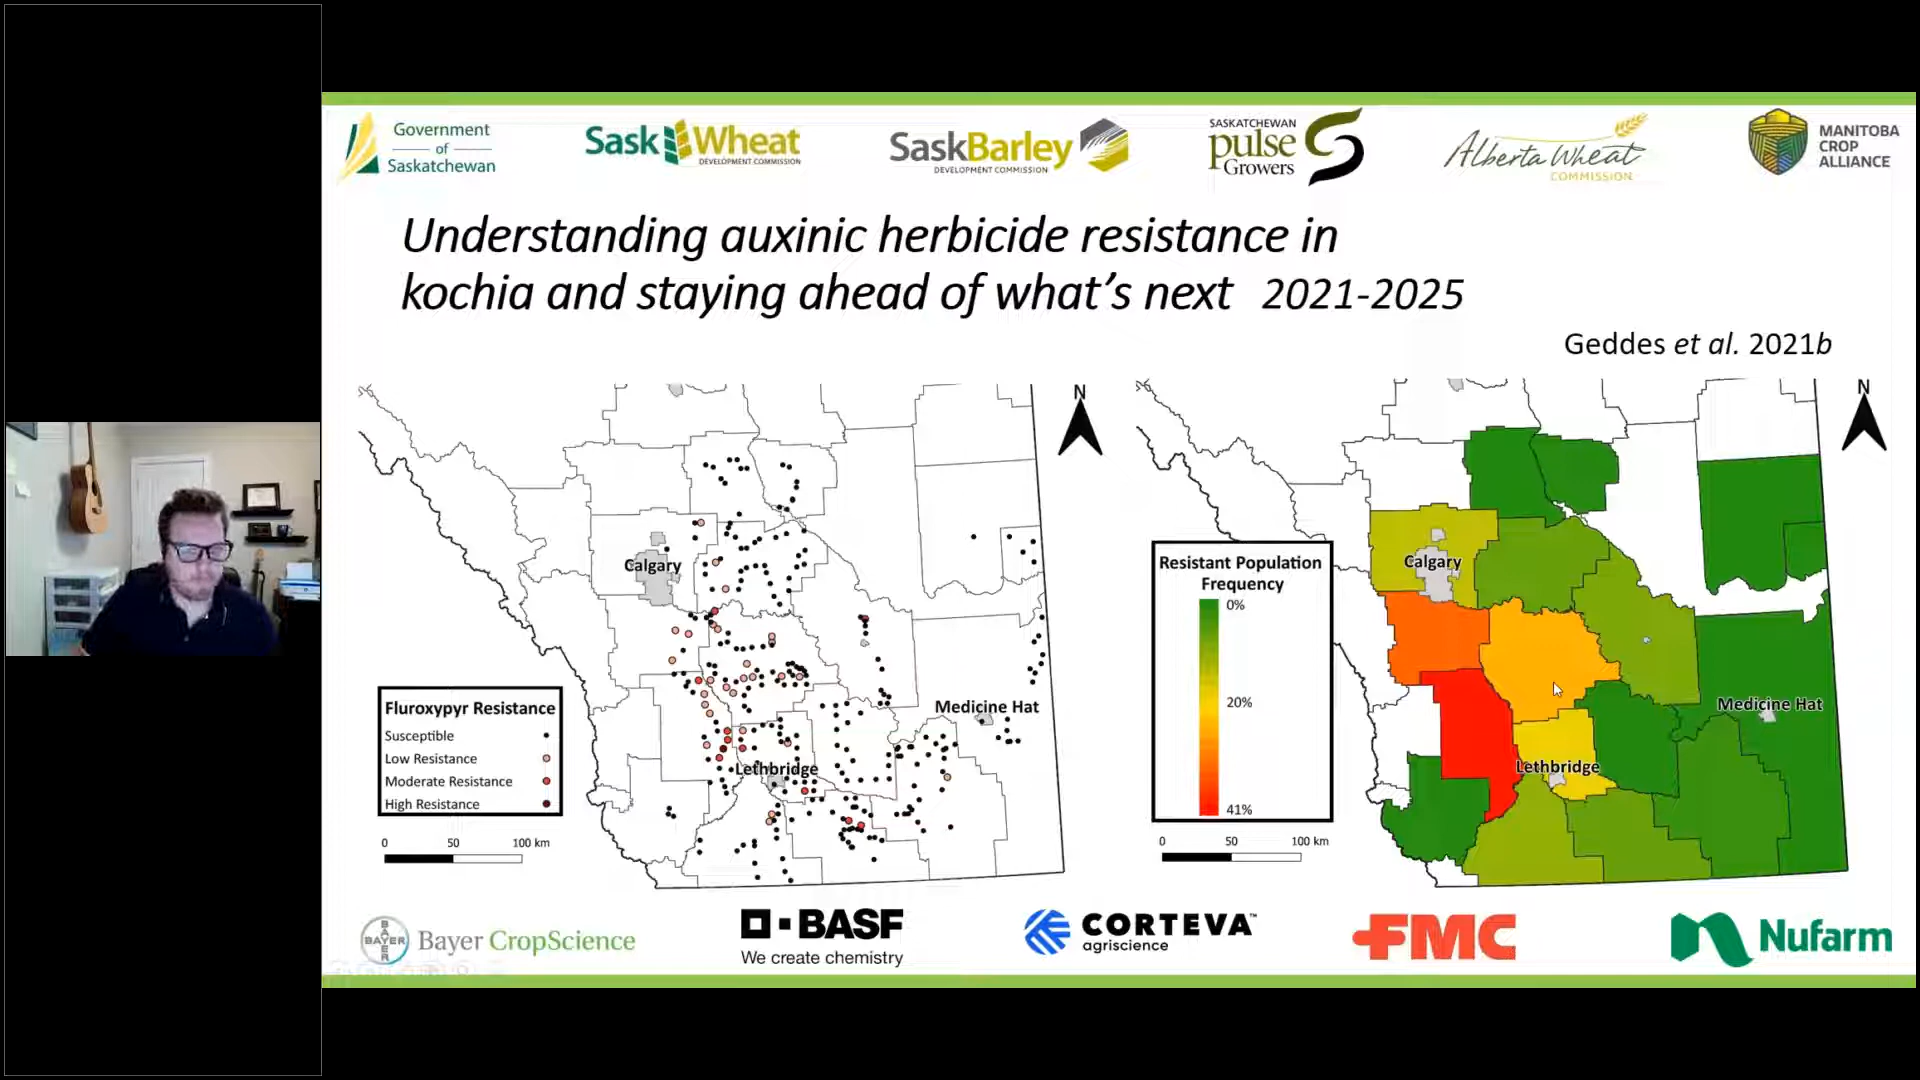 Government
of
Saskatchewan
Sask Wheat
DEVELOPMENT COMMISSION
SaskBarley
DEVELOPMENT COMMISSION
SASKATCHEWAN
pulse
Growers
Alberta Wheat
COMMISSION
MANITOBA
CROP
ALLIANCE
Understanding auxinic herbicide resistance in
kochia and staying ahead of what's next 2021-2025
Geddes et al. 2021b
N
Calgary
Medicine Hat
Lethbridge
Fluroxypyr Resistance
Susceptible
Low Resistance
Moderate Resistance
High Resistance
0 50 100 km
N
Calgary
Medicine Hat
Lethbridge
Resistant Population
Frequency
0%
20%
41%
0 50 100 km
BAYER
BAYER
Bayer CropScience
BASF
We create chemistry
CORTEVA™
agriscience
FMC
Nufarm